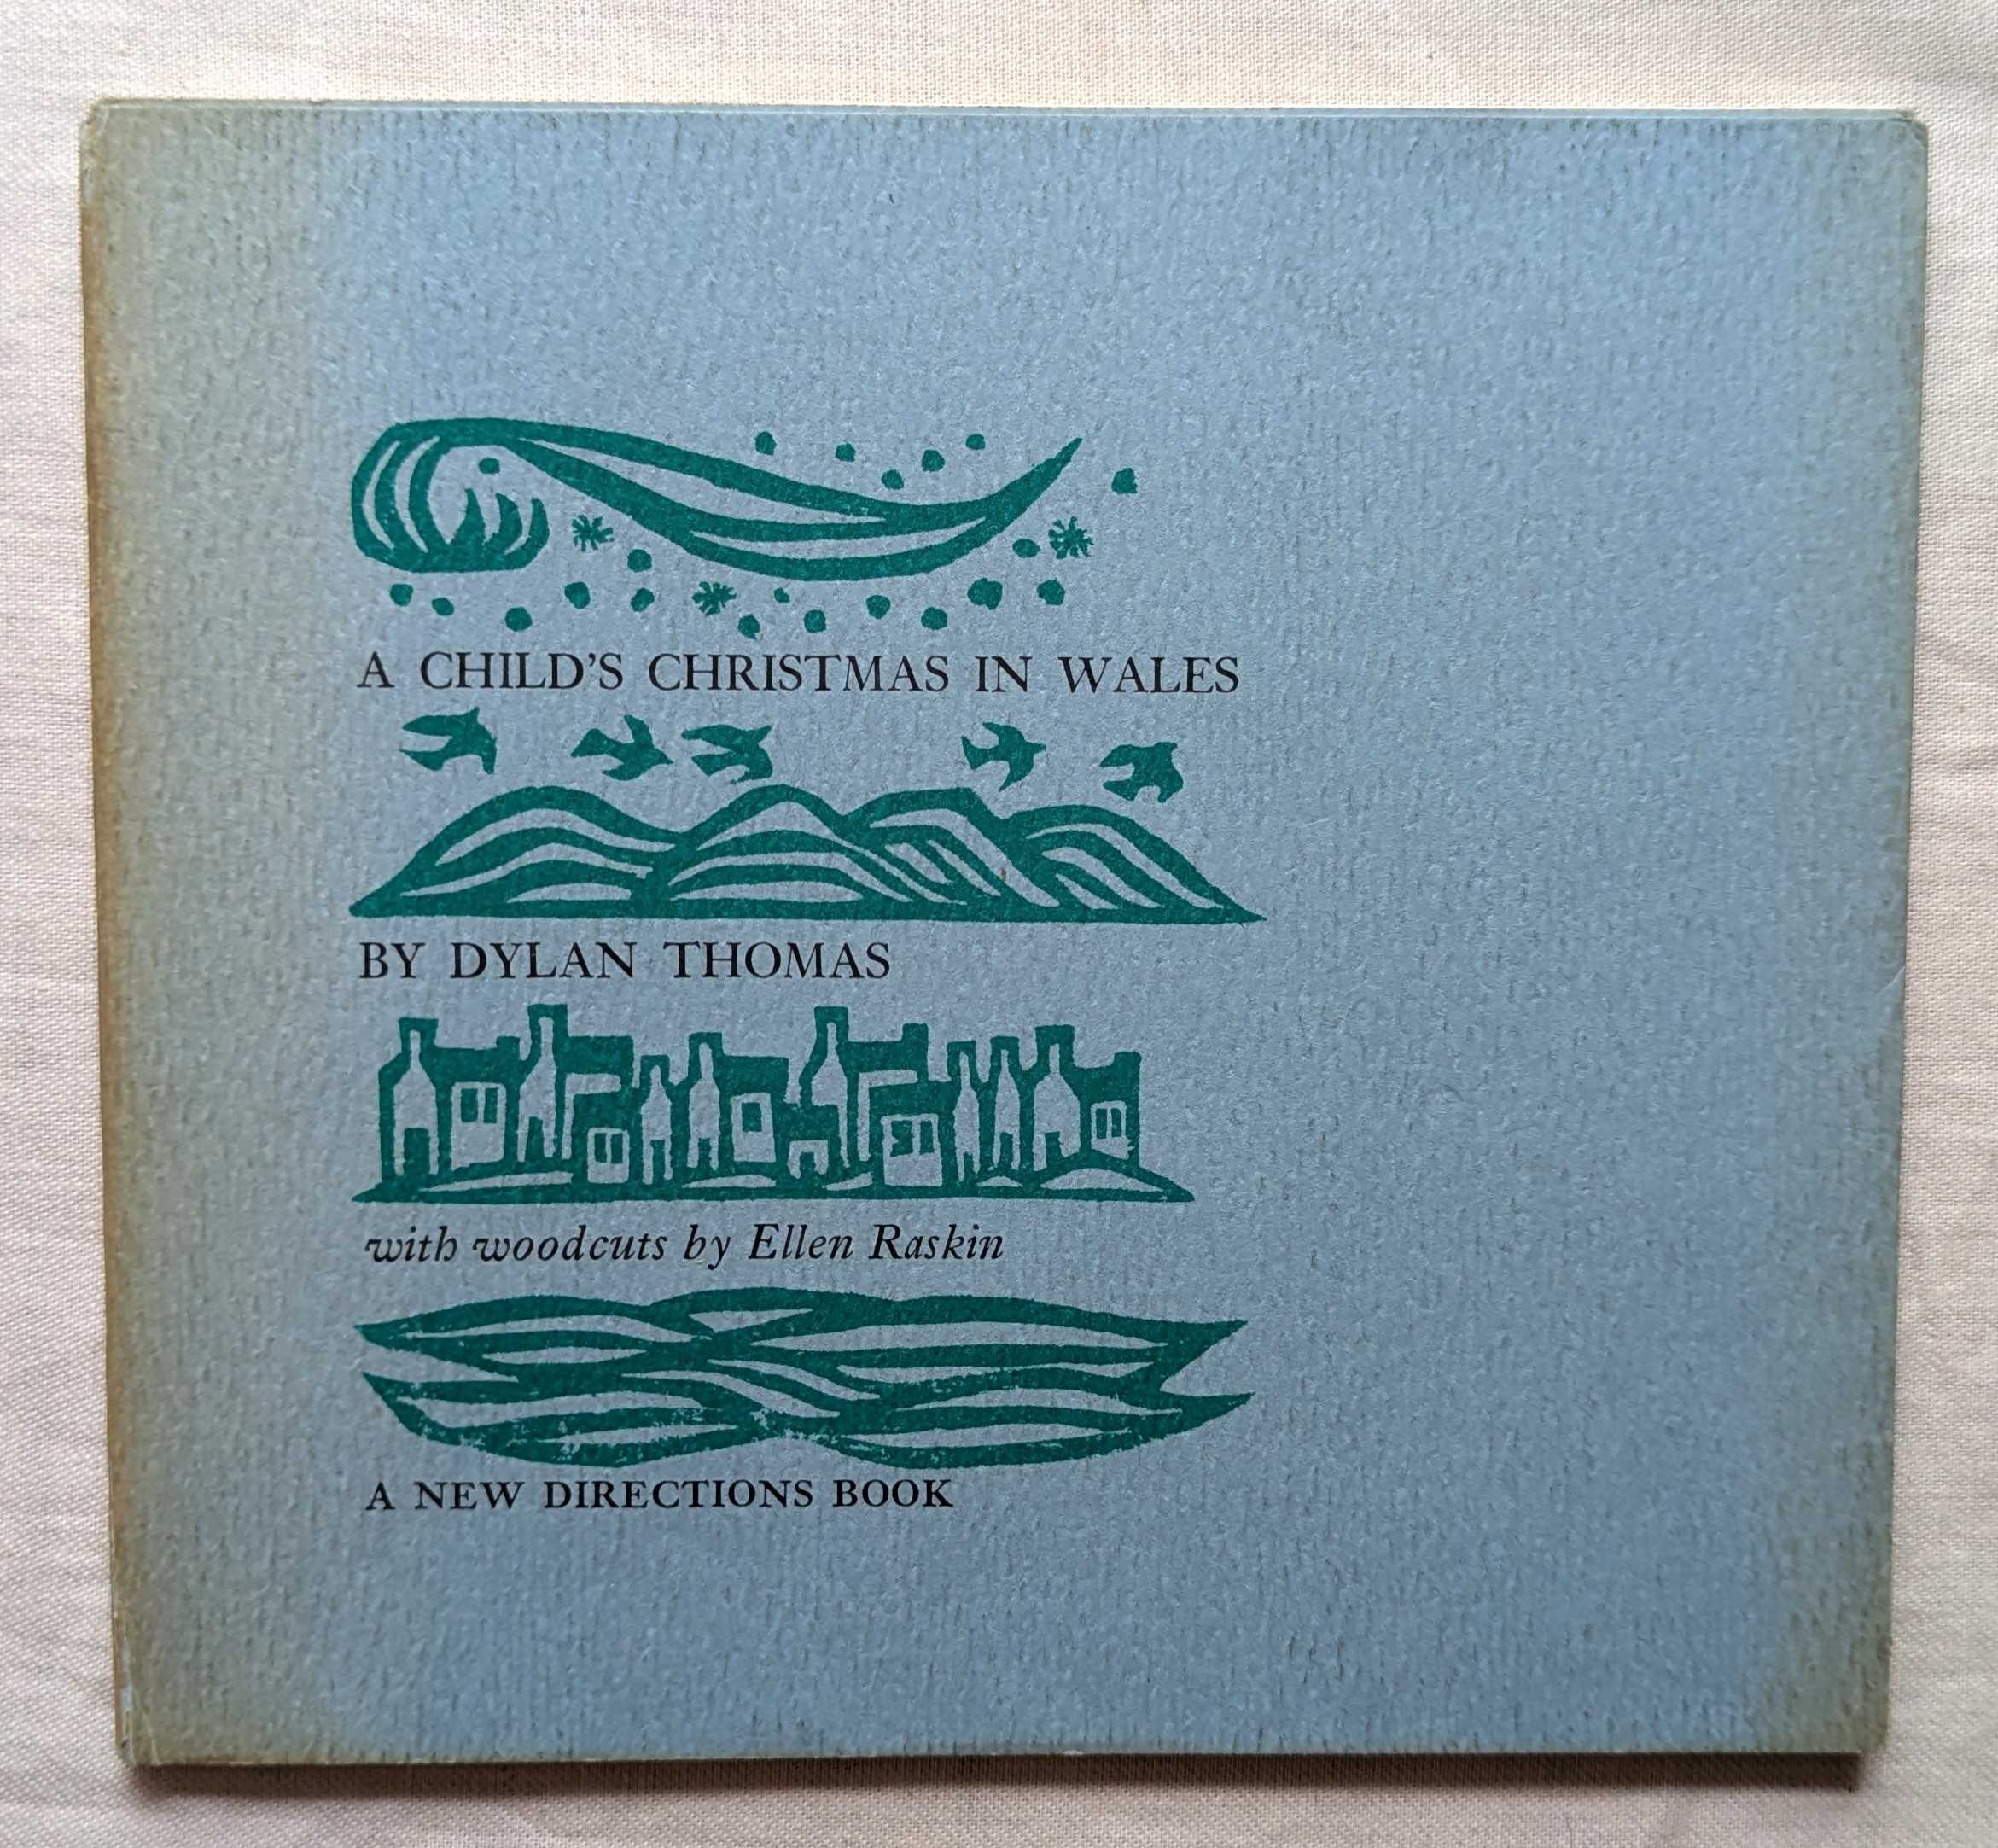 A CHILD'S CHRISTMAS IN WALES
BY DYLAN THOMAS
with woodcuts by Ellen Raskin
A NEW DIRECTIONS BOOK